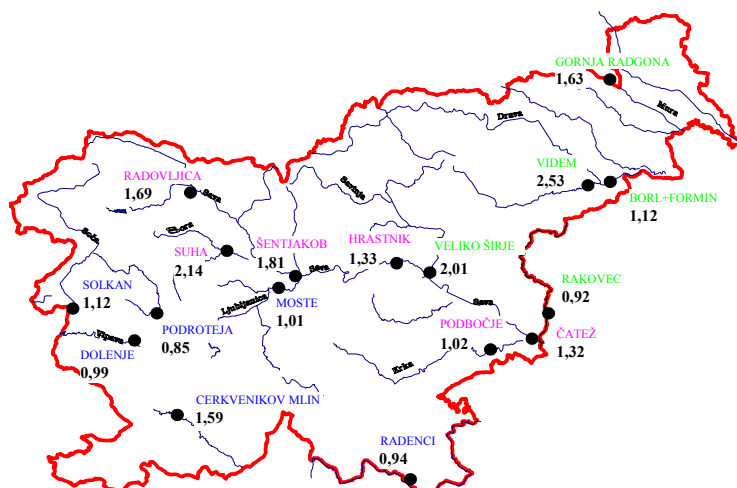 GORNJA RADGONA
1,63
Mura
Drava
VIDEM
2,53
BORL+FORMIN
1,12
RADOVLJICA
1,69
Sava
Savinja
Soča
SUHA
2,14
ŠENTJAKOB
1,81
Sava
HRASTNIK
1,33
VELIKO ŠIRJE
2,01
SOLKAN
1,12
Ljubljanica
MOSTE
1,01
Sava
RAKOVEC
0,92
PODROTEJA
0,85
Vipava
DOLENJE
0,99
PODBOČJE
1,02
ČATEŽ
1,32
Krka
CERKVENIKOV MLIN
1,59
RADENCI
0,94